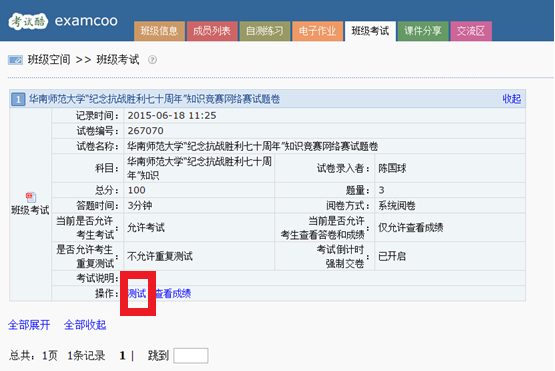 考试酷 examcoo
班级信息 成员列表 自测练习 电子作业 班级考试 课件分享 交流区
班级空间 >> 班级考试 ?
1 华南师范大学“纪念抗战胜利七十周年”知识竞赛网络赛试题卷 收起
班级考试
记录时间： 2015-06-18 11:25
试卷编号： 267070
试卷名称： 华南师范大学“纪念抗战胜利七十周年”知识竞赛网络赛试题卷
科目： 华南师范大学“纪念抗战胜利七十周
年”知识
试卷录入者： 陈国球
总分： 100 题量： 3
答题时间： 3分钟 阅卷方式： 系统阅卷
当前是否允许
考生考试： 允许考试
当前是否允许
考生查看答卷和成绩： 仅允许查看成绩
是否允许考生
重复测试： 不允许重复测试
考试倒计时
强制交卷： 已开启
考试说明：
操作： 测试 查看成绩
全部展开 全部收起
总共：1页 1条记录 1 | 跳到